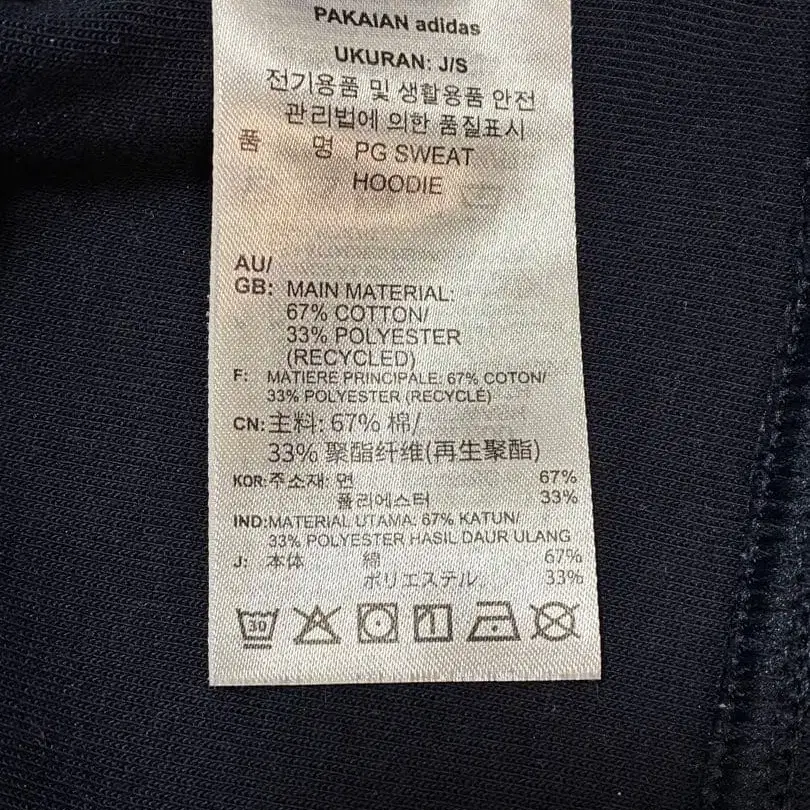 PAKAIAN adidas
UKURAN: J/S
전기용품 및 생활용품 안전
관리법에 의한 품질표시
품 명 PG SWEAT
HOODIE
AU/
GB: MAIN MATERIAL:
67% COTTON/
33% POLYESTER
(RECYCLED)
F: MATIERE PRINCIPALE: 67% COTON/
33% POLYESTER (RECYCLÉ)
CN: 主料: 67% 棉/
33% 聚酯纤维(再生聚酯)
KOR: 주소재: 면 67%
폴리에스터 33%
IND: MATERIAL UTAMA: 67% KATUN/
33% POLYESTER HASIL DAUR ULANG
J: 本体 綿 67%
ポリエステル 33%
30